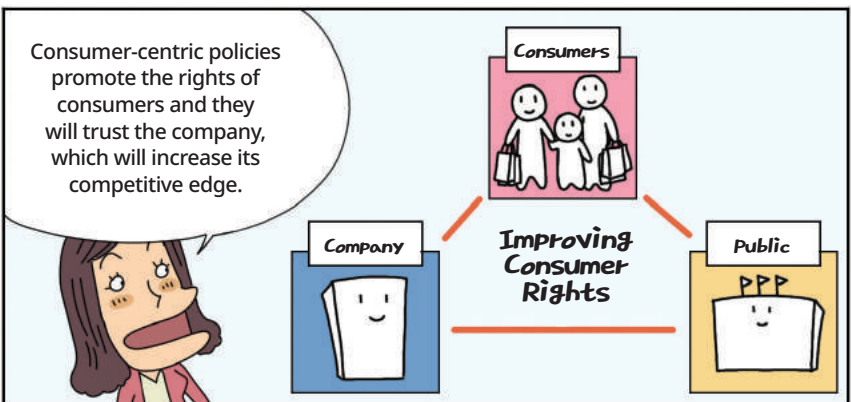 Consumer-centric policies
promote the rights of
consumers and they
will trust the company,
which will increase its
competitive edge.
Consumers
Company
Improving
Consumer
Rights
Public